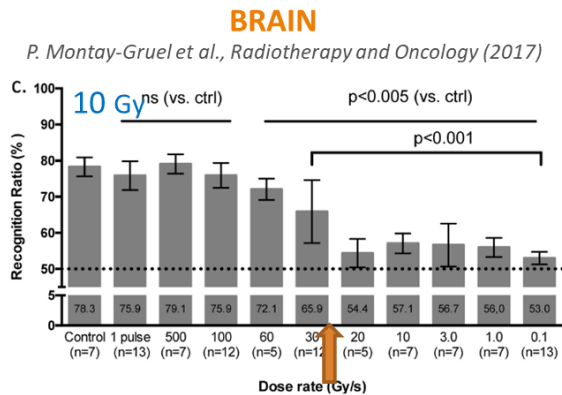 BRAIN
P. Montay-Gruel et al., Radiotherapy and Oncology (2017)
C.
10 Gy
ns (vs. ctrl)
p<0.005 (vs. ctrl)
p<0.001
Recognition Ratio (%)
100
90
80
70
60
50
5
0
78.3 75.9 79.1 75.9 72.1 65.9 54.4 57.1 56.7 56,0 53.0
Control 1 pulse 500 100 60 30 20 10 3.0 1.0 0.1
(n=7) (n=13) (n=7) (n=12) (n=5) (n=12 (n=5) (n=7) (n=7) (n=7) (n=13)
Dose rate (Gy/s)